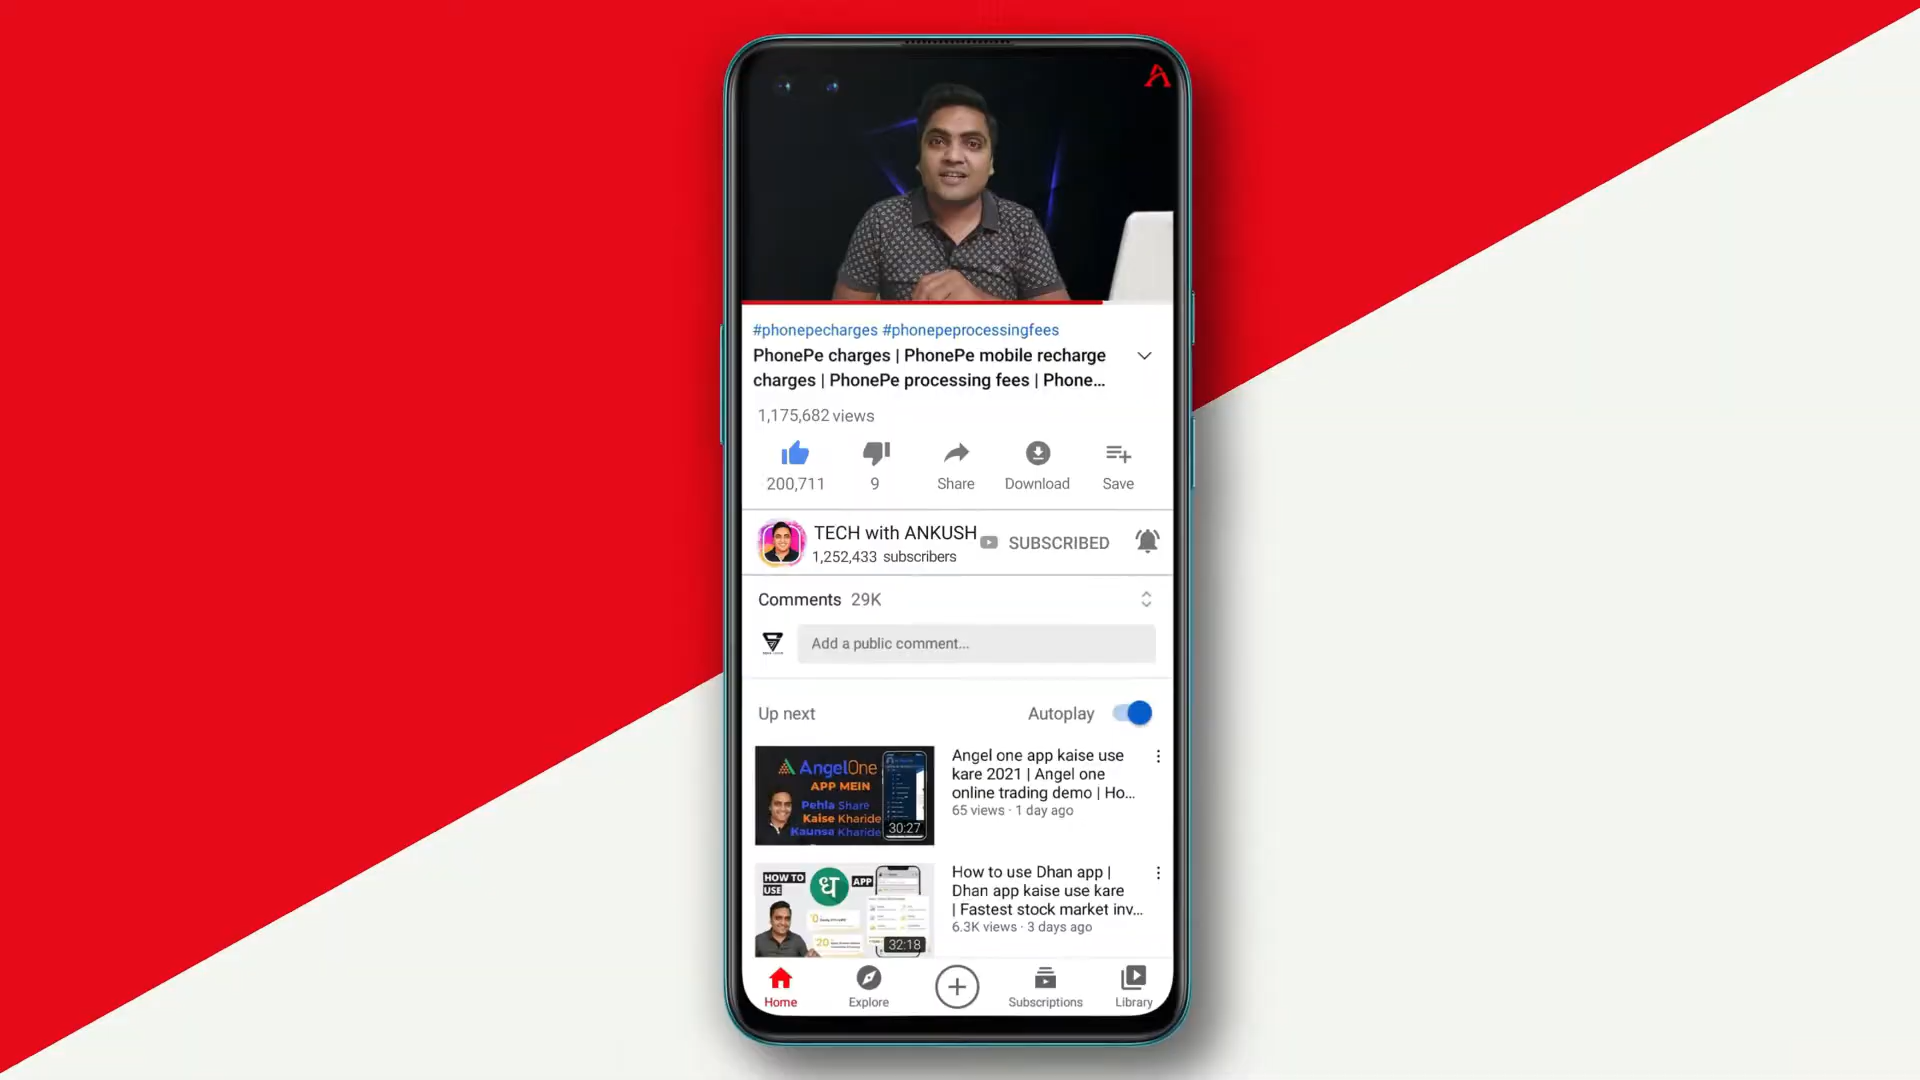 #phonepecharges #phonepeprocessingfees
PhonePe charges | PhonePe mobile recharge
charges | PhonePe processing fees | Phone...
1,175,682 views
200,711
9
Share
Download
Save
TECH with ANKUSH
1,252,433 subscribers
SUBSCRIBED
Comments 29K
Add a public comment...
Up next
Autoplay
AngelOne
APP MEIN
Pehla Share
Kaise Kharide
Kaunsa Kharide
30:27
Angel one app kaise use
kare 2021 | Angel one
online trading demo | Ho...
65 views · 1 day ago
HOW TO
USE
ध
APP
32:18
How to use Dhan app |
Dhan app kaise use kare
| Fastest stock market inv...
6.3K views · 3 days ago
Home
Explore
Subscriptions
Library